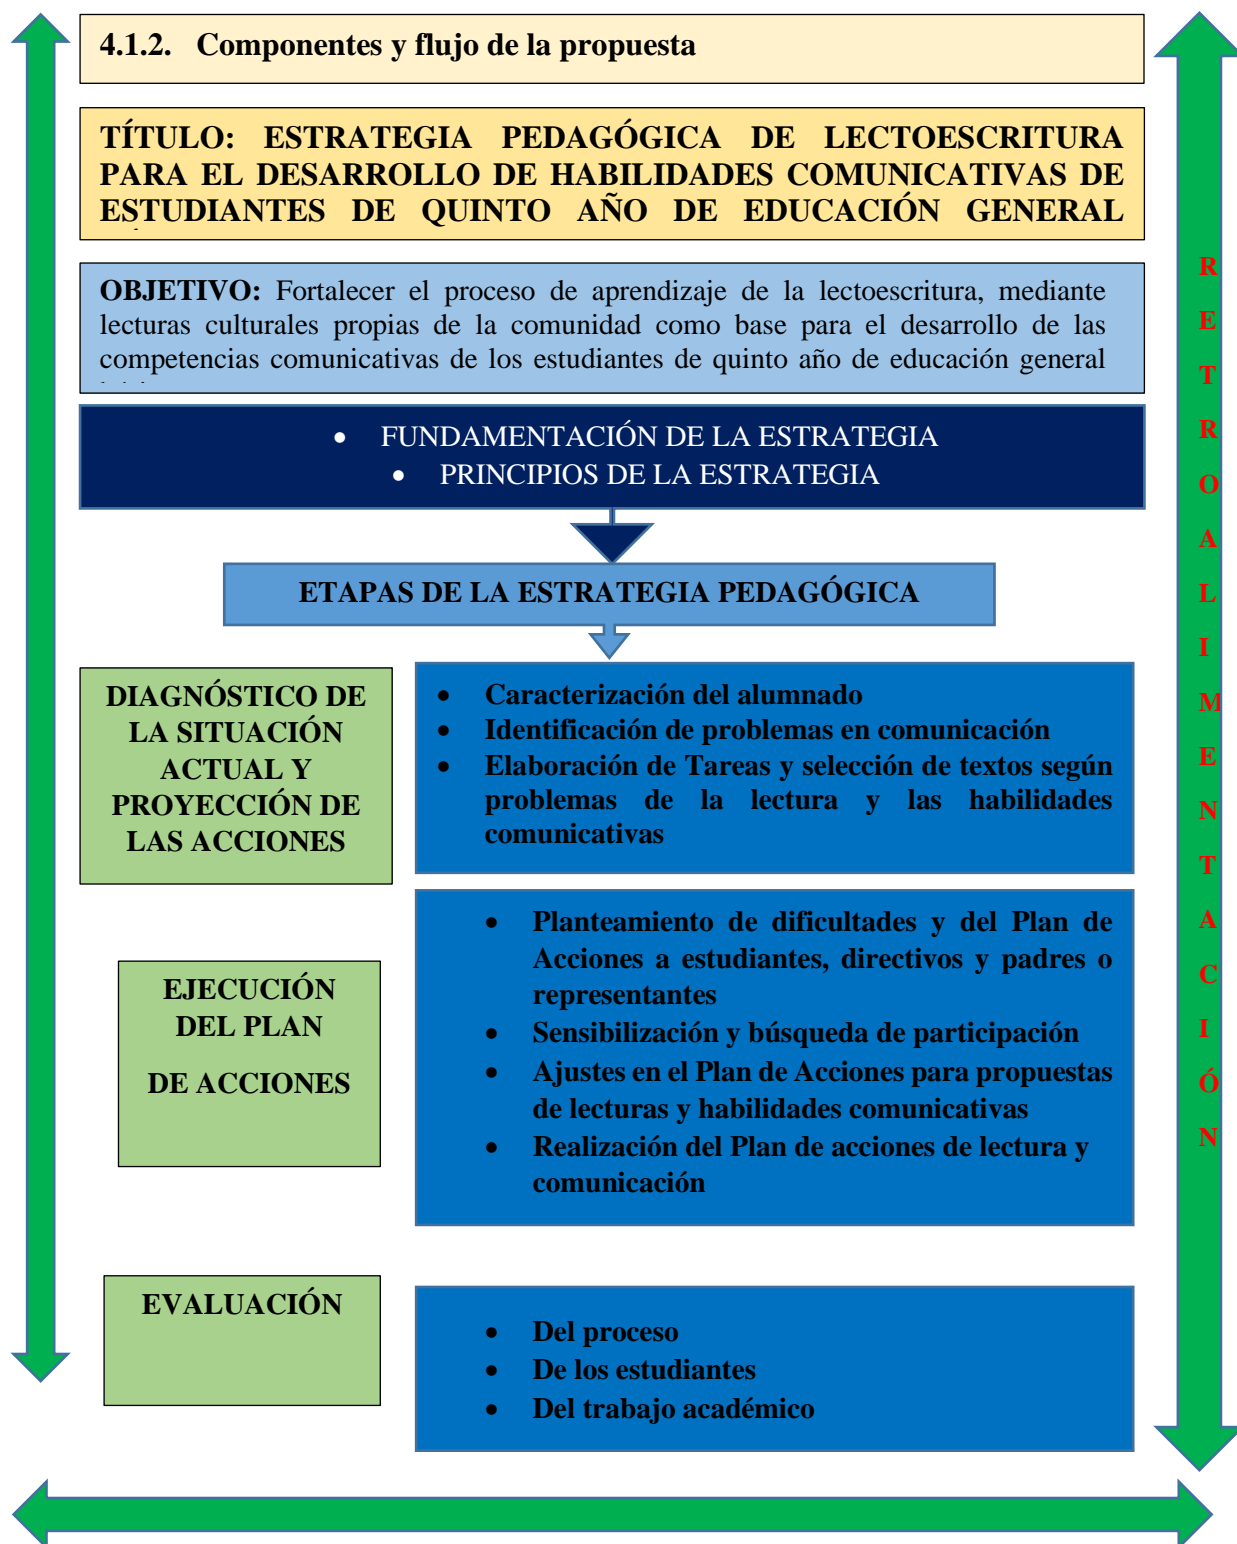 4.1.2. Componentes y flujo de la propuesta
TÍTULO: ESTRATEGIA PEDAGÓGICA DE LECTOESCRITURA
PARA EL DESARROLLO DE HABILIDADES COMUNICATIVAS DE
ESTUDIANTES DE QUINTO AÑO DE EDUCACIÓN GENERAL
OBJETIVO: Fortalecer el proceso de aprendizaje de la lectoescritura, mediante
lecturas culturales propias de la comunidad como base para el desarrollo de las
competencias comunicativas de los estudiantes de quinto año de educación general
• FUNDAMENTACIÓN DE LA ESTRATEGIA
• PRINCIPIOS DE LA ESTRATEGIA
ETAPAS DE LA ESTRATEGIA PEDAGÓGICA
DIAGNÓSTICO DE
LA SITUACIÓN
ACTUAL Y
PROYECCIÓN DE
LAS ACCIONES
• Caracterización del alumnado
• Identificación de problemas en comunicación
• Elaboración de Tareas y selección de textos según
problemas de la lectura y las habilidades
comunicativas
EJECUCIÓN
DEL PLAN
DE ACCIONES
• Planteamiento de dificultades y del Plan de
Acciones a estudiantes, directivos y padres o
representantes
• Sensibilización y búsqueda de participación
• Ajustes en el Plan de Acciones para propuestas
de lecturas y habilidades comunicativas
• Realización del Plan de acciones de lectura y
comunicación
EVALUACIÓN
• Del proceso
• De los estudiantes
• Del trabajo académico
R
E
T
R
O
A
L
I
M
E
N
T
A
C
I
Ó
N